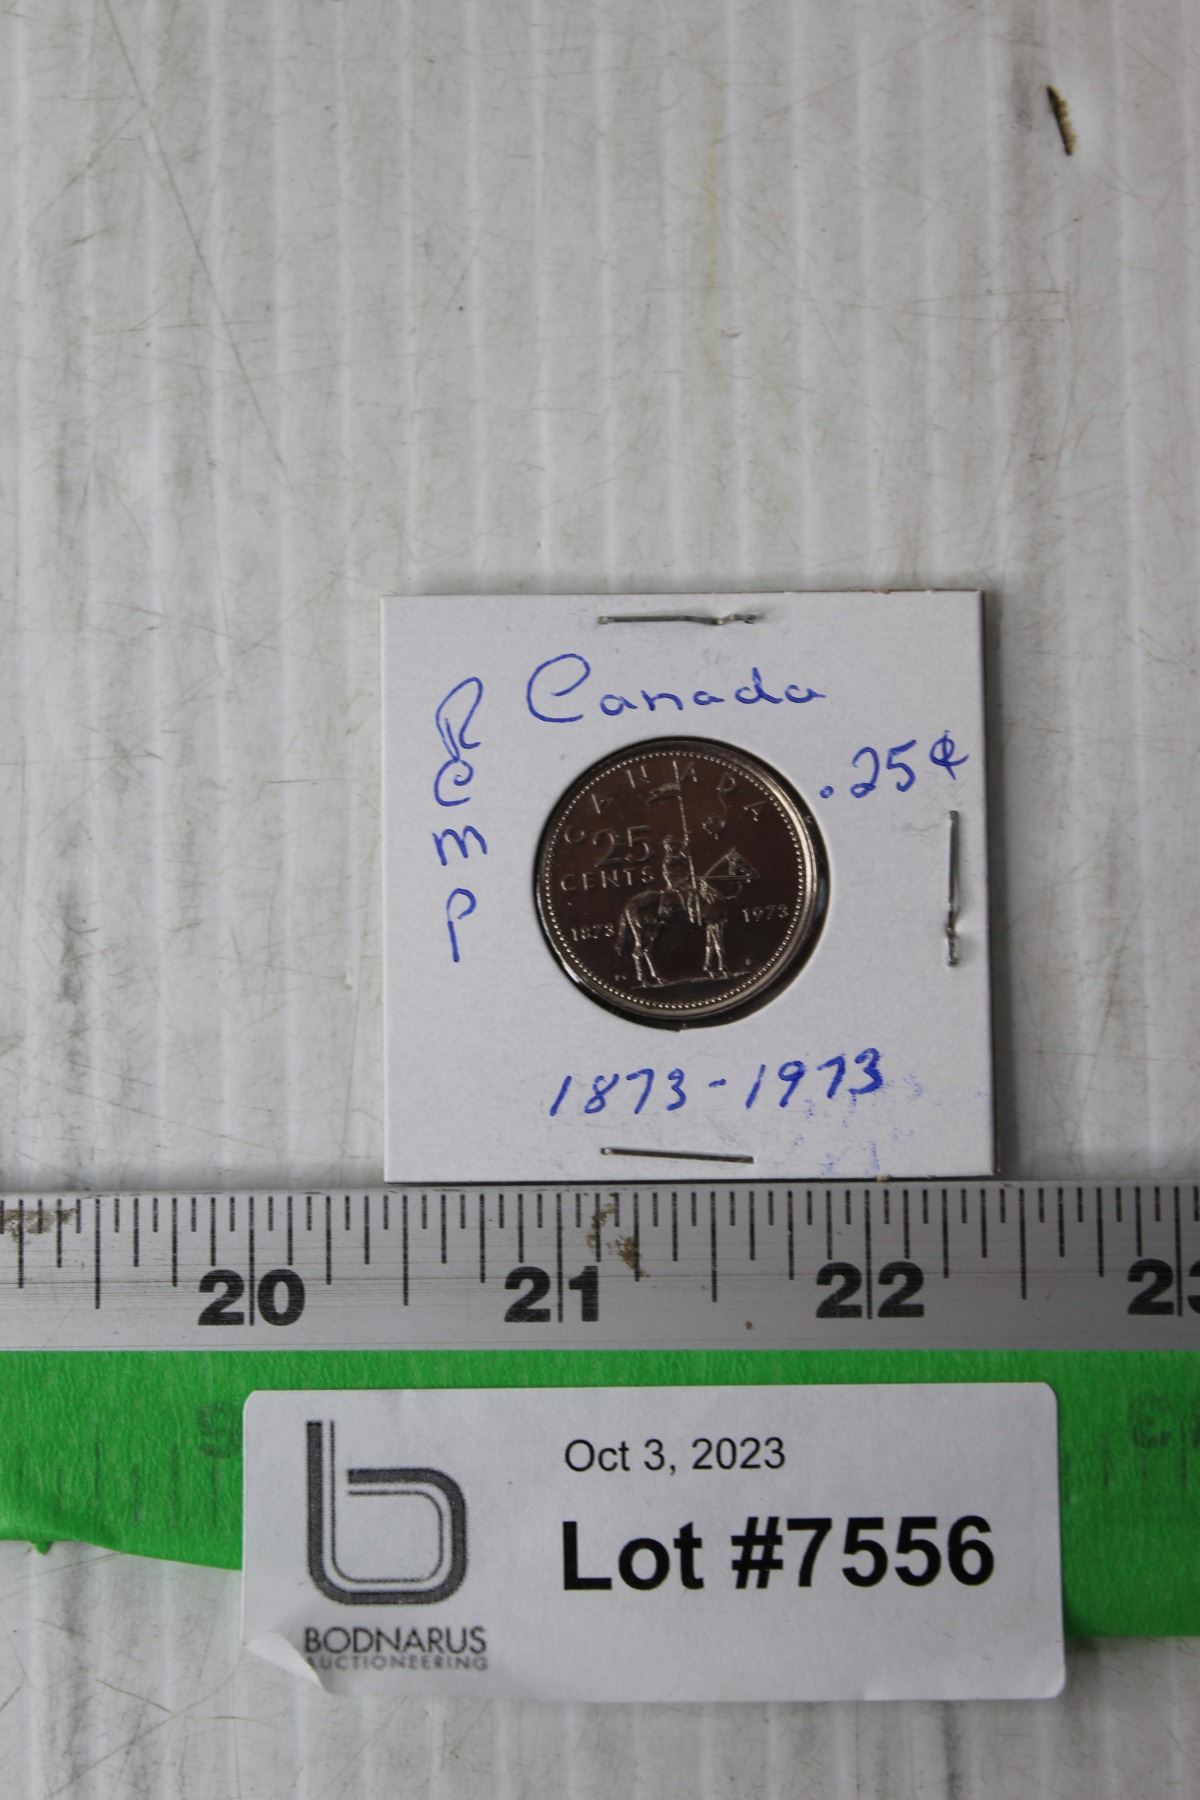 Canada
R
C
M
P
.25¢
CANADA
25
CENTS
1873 1973
1873-1973
20 21 22
Oct 3, 2023
Lot #7556
BODNARUS
AUCTIONEERING